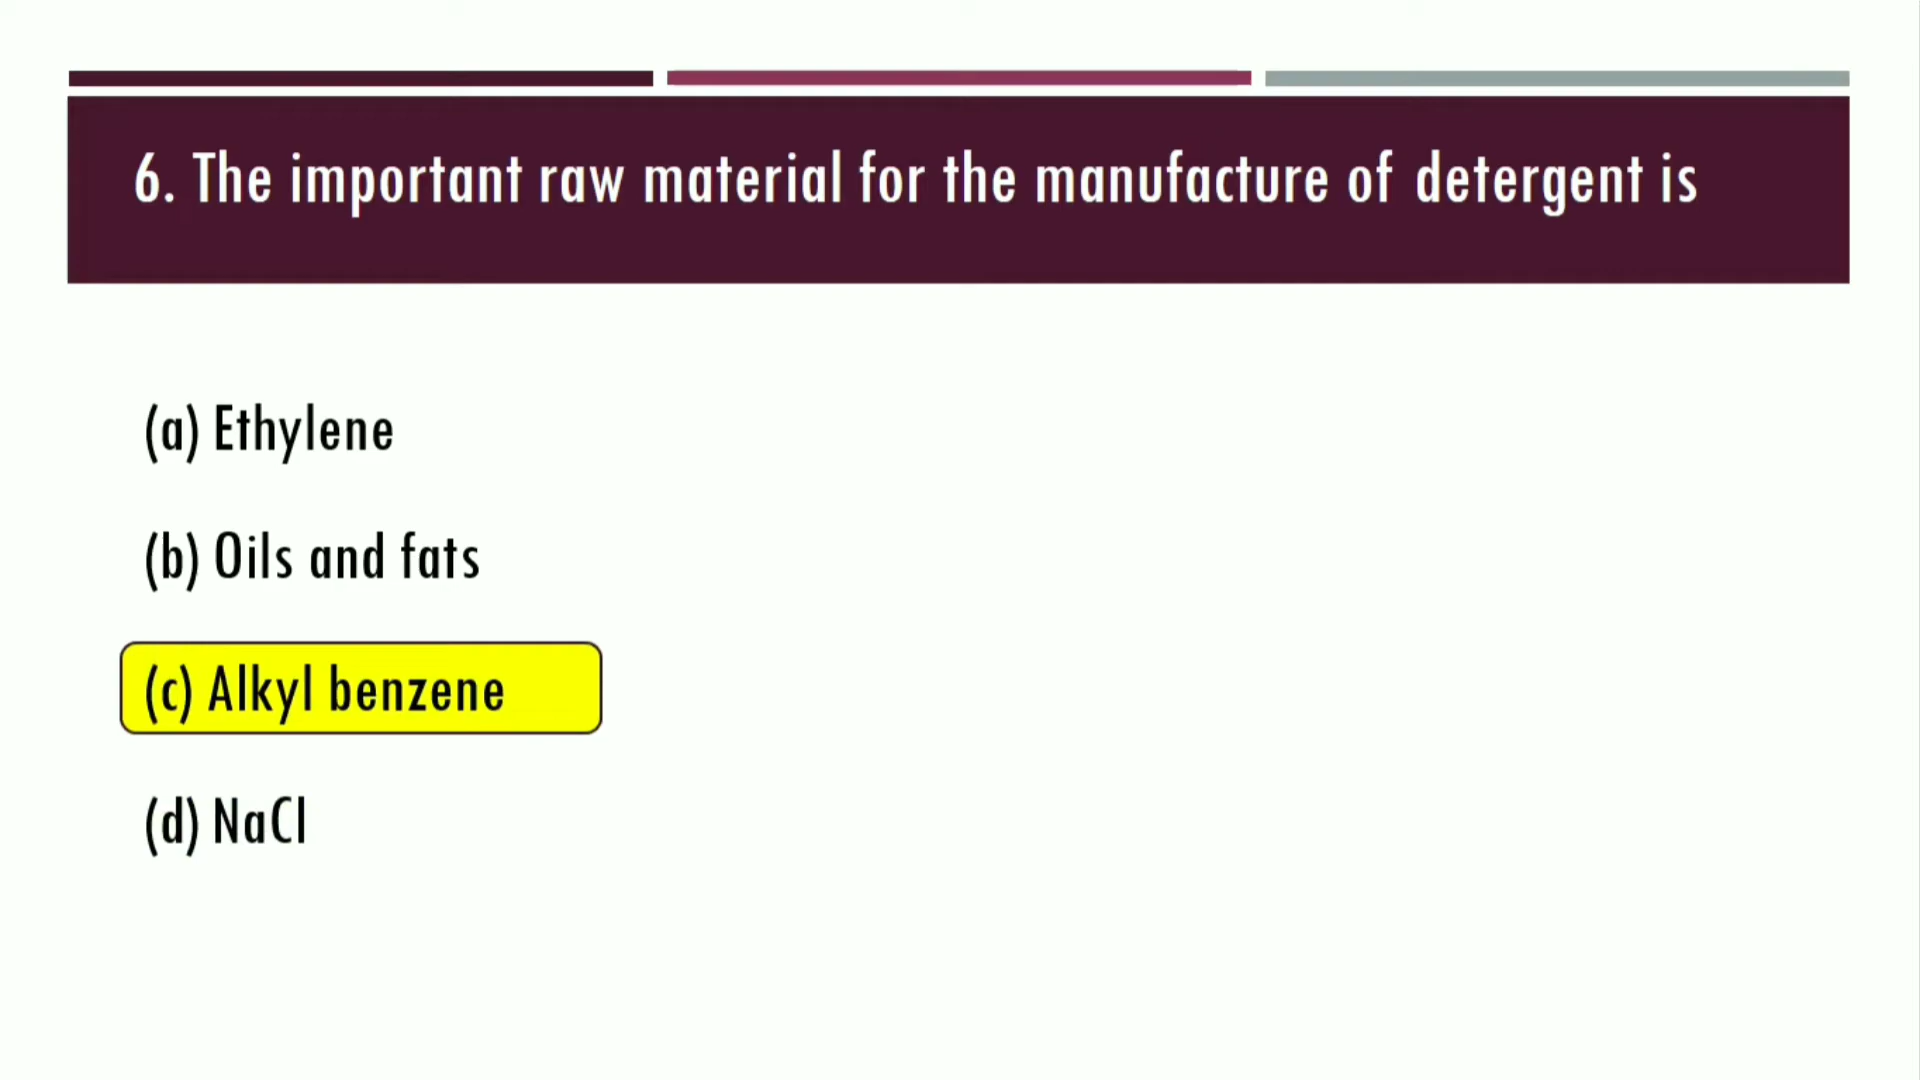 6. The important raw material for the manufacture of detergent is
(a) Ethylene
(b) Oils and fats
(c) Alkyl benzene
(d) NaCl